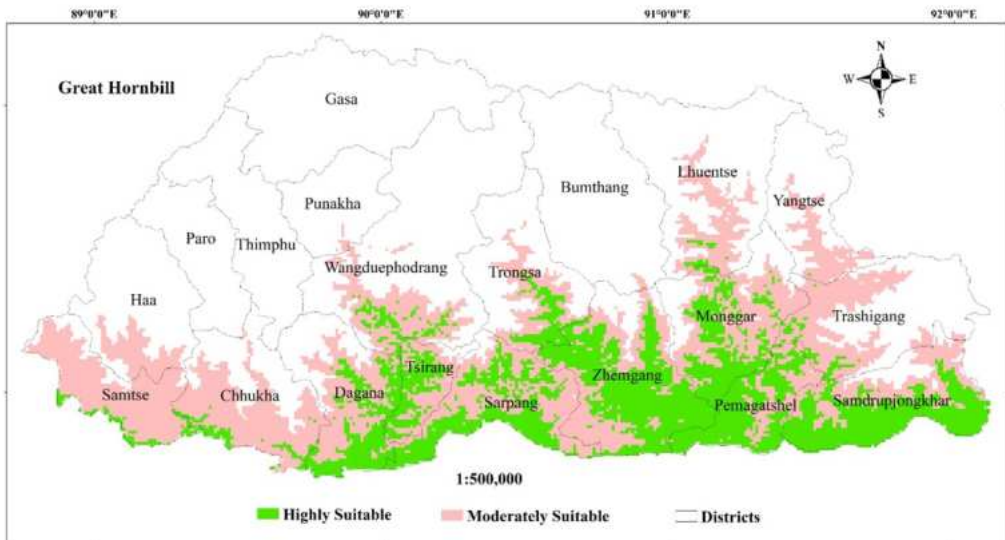 89°0'0"E 90°0'0"E 91°0'0"E 92°0'0"E
N
W E
S
Great Hornbill
Gasa
Lhuentse
Bumthang
Yangtse
Punakha
Paro
Thimphu
Wangduephodrang
Trongsa
Haa
Monggar
Trashigang
Tsirang
Zhemgang
Samtse
Chhukha
Dagana
Sarpang
Pemagatshel
Samdrupjongkhar
1:500,000
Highly Suitable Moderately Suitable Districts